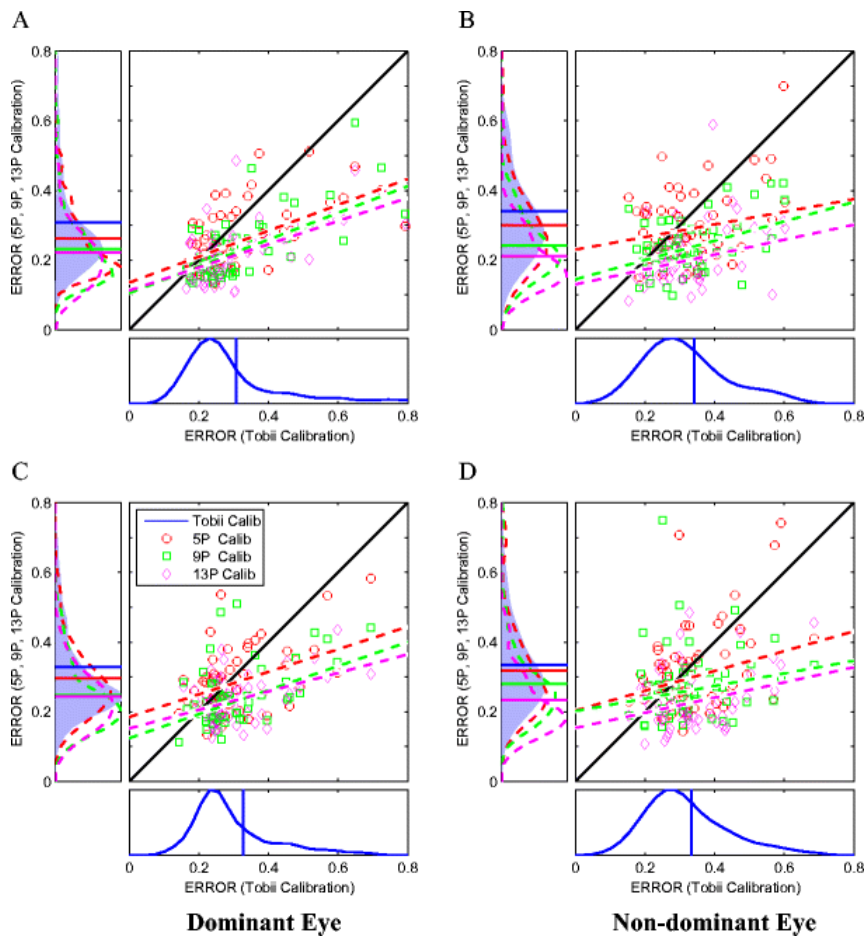 A
0.8
0.6
0.4
0.2
0
ERROR (5P, 9P, 13P Calibration)
0 0.2 0.4 0.6 0.8
ERROR (Tobii Calibration)
B
0.8
0.6
0.4
0.2
0
ERROR (5P, 9P, 13P Calibration)
0 0.2 0.4 0.6 0.8
ERROR (Tobii Calibration)
C
0.8
0.6
0.4
0.2
0
ERROR (5P, 9P, 13P Calibration)
Tobii Calib
5P Calib
9P Calib
13P Calib
0 0.2 0.4 0.6 0.8
ERROR (Tobii Calibration)
Dominant Eye
D
0.8
0.6
0.4
0.2
0
ERROR (5P, 9P, 13P Calibration)
0 0.2 0.4 0.6 0.8
ERROR (Tobii Calibration)
Non-dominant Eye